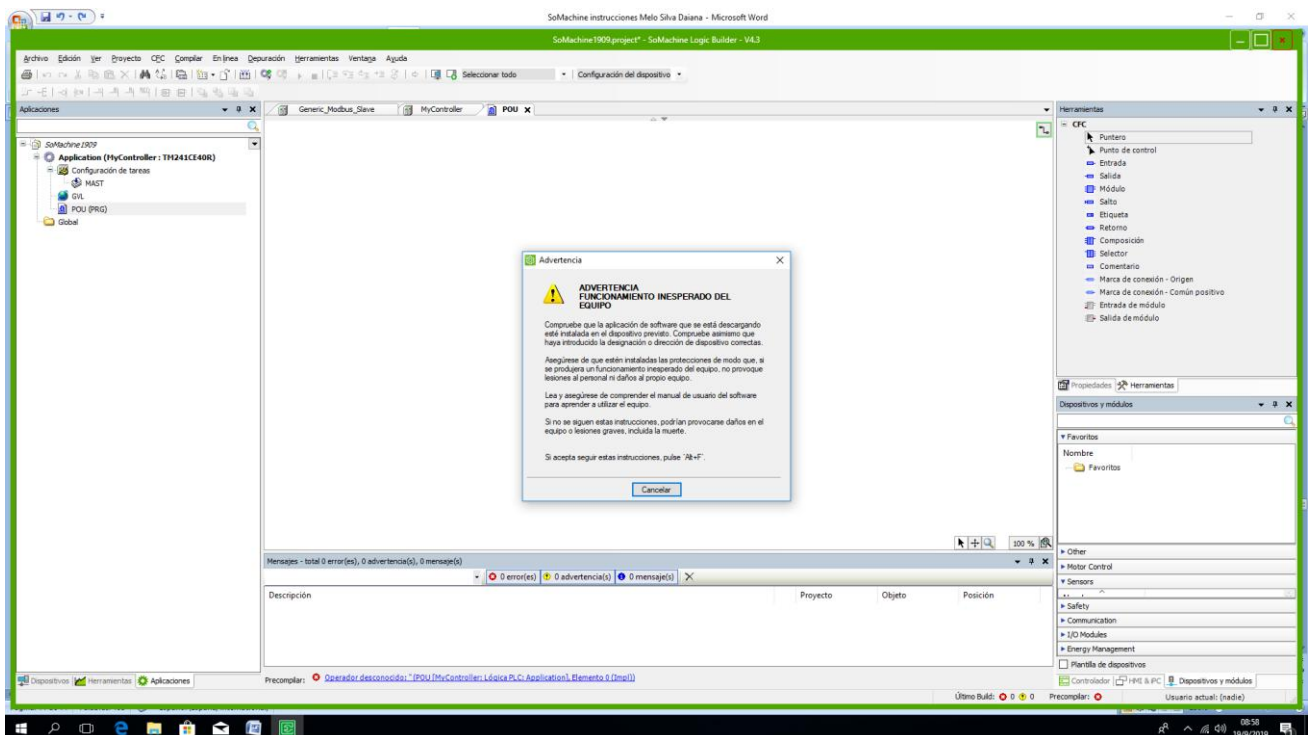 SoMachine instrucciones Melo Silva Daiana - Microsoft Word
SoMachine1909.project* - SoMachine Logic Builder - V4.3
Archivo Edición Ver Proyecto CFC Compilar En línea Depuración Herramientas Ventana Ayuda
Seleccionar todo
Configuración del dispositivo
Aplicaciones
SoMachine1909
Application (MyController : TM241CE40R)
Configuración de tareas
MAST
GVL
POU (PRG)
Global
Generic_Modbus_Slave
MyController
POU
Advertencia
ADVERTENCIA
FUNCIONAMIENTO INESPERADO DEL
EQUIPO
Compruebe que la aplicación de software que se está descargando
esté instalada en el dispositivo previsto. Compruebe asimismo que
haya introducido la designación o dirección de dispositivo correctas.
Asegúrese de que estén instaladas las protecciones de modo que, si
se produjera un funcionamiento inesperado del equipo, no provoque
lesiones al personal ni daños al propio equipo.
Lea y asegúrese de comprender el manual de usuario del software
para aprender a utilizar el equipo.
Si no se siguen estas instrucciones, podrían provocarse daños en el
equipo o lesiones graves, incluida la muerte.
Si acepta seguir estas instrucciones, pulse `Alt+F`.
Cancelar
100 %
Mensajes - total 0 error(es), 0 advertencia(s), 0 mensaje(s)
0 error(es)
0 advertencia(s)
0 mensaje(s)
Descripción
Proyecto
Objeto
Posición
Dispositivos
Herramientas
Aplicaciones
Precompilar:
Operador desconocido: '' [POU [MyController: Lógica PLC: Application], Elemento 0 (Impl)]
Herramientas
CFC
Puntero
Punto de control
Entrada
Salida
Módulo
Salto
Etiqueta
Retorno
Composición
Selector
Comentario
Marca de conexión - Origen
Marca de conexión - Común positivo
Entrada de módulo
Salida de módulo
Propiedades
Herramientas
Dispositivos y módulos
Favoritos
Nombre
Favoritos
Other
Motor Control
Sensors
Safety
Communication
I/O Modules
Energy Management
Plantilla de dispositivos
Controlador
HMI & iPC
Dispositivos y módulos
Último Build: 0 0
Precompilar:
Usuario actual: (nadie)
08:58
19/9/2019